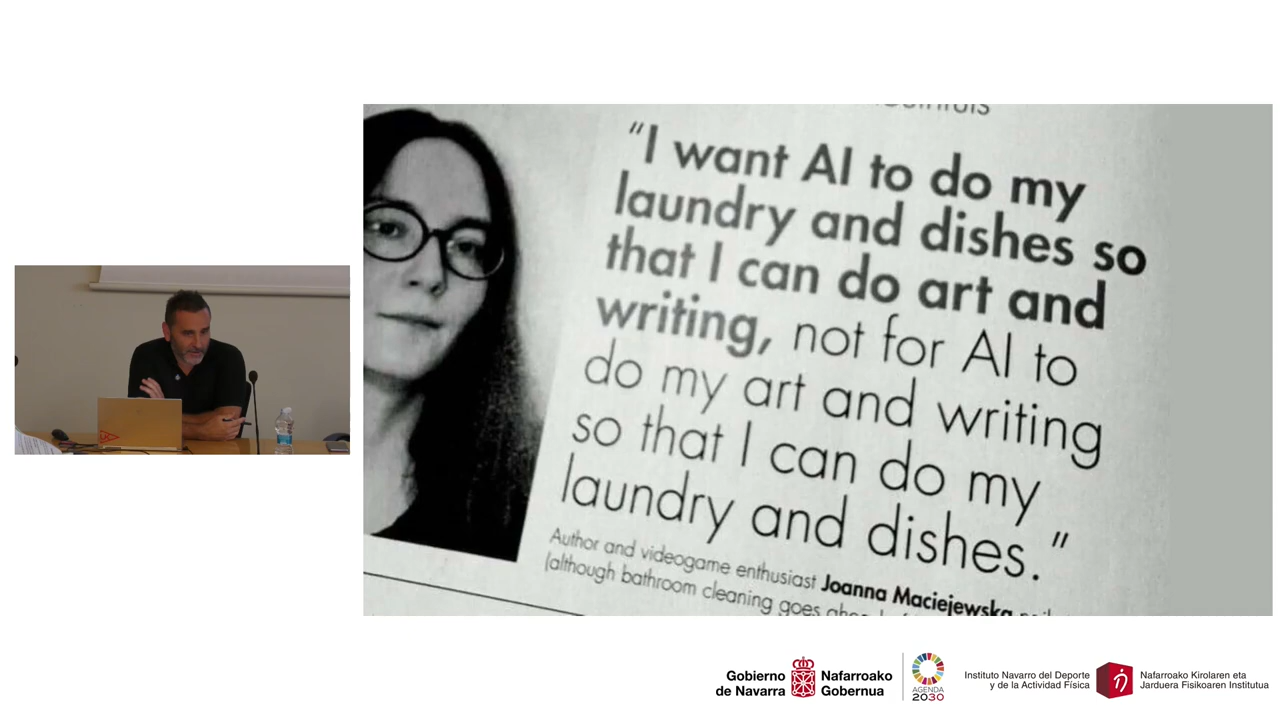 “I want AI to do my
laundry and dishes so
that I can do art and
writing, not for AI to
do my art and writing
so that I can do my
laundry and dishes.”
Author and videogame enthusiast Joanna Maciejewska
(although bathroom cleaning goes
Gobierno
de Navarra
Nafarroako
Gobernua
AGENDA
2030
Instituto Navarro del Deporte
y de la Actividad Física
Nafarroako Kirolaren eta
Jarduera Fisikoaren Institutua